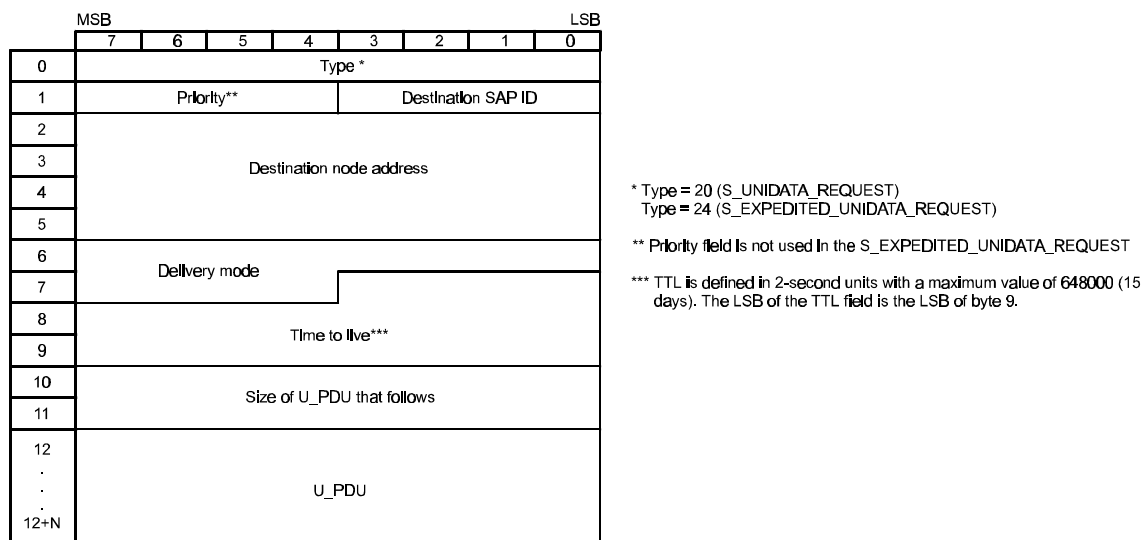 MSB LSB
7 6 5 4 3 2 1 0
0 Type *
1 Priority** Destination SAP ID
2
3
Destination node address
4
5
6
Delivery mode
7
8
Time to live***
9
10
Size of U_PDU that follows
11
12
.
.
U_PDU
.
12+N
* Type = 20 (S_UNIDATA_REQUEST)
Type = 24 (S_EXPEDITED_UNIDATA_REQUEST)
** Priority field is not used in the S_EXPEDITED_UNIDATA_REQUEST
*** TTL is defined in 2-second units with a maximum value of 648000 (15
days). The LSB of the TTL field is the LSB of byte 9.